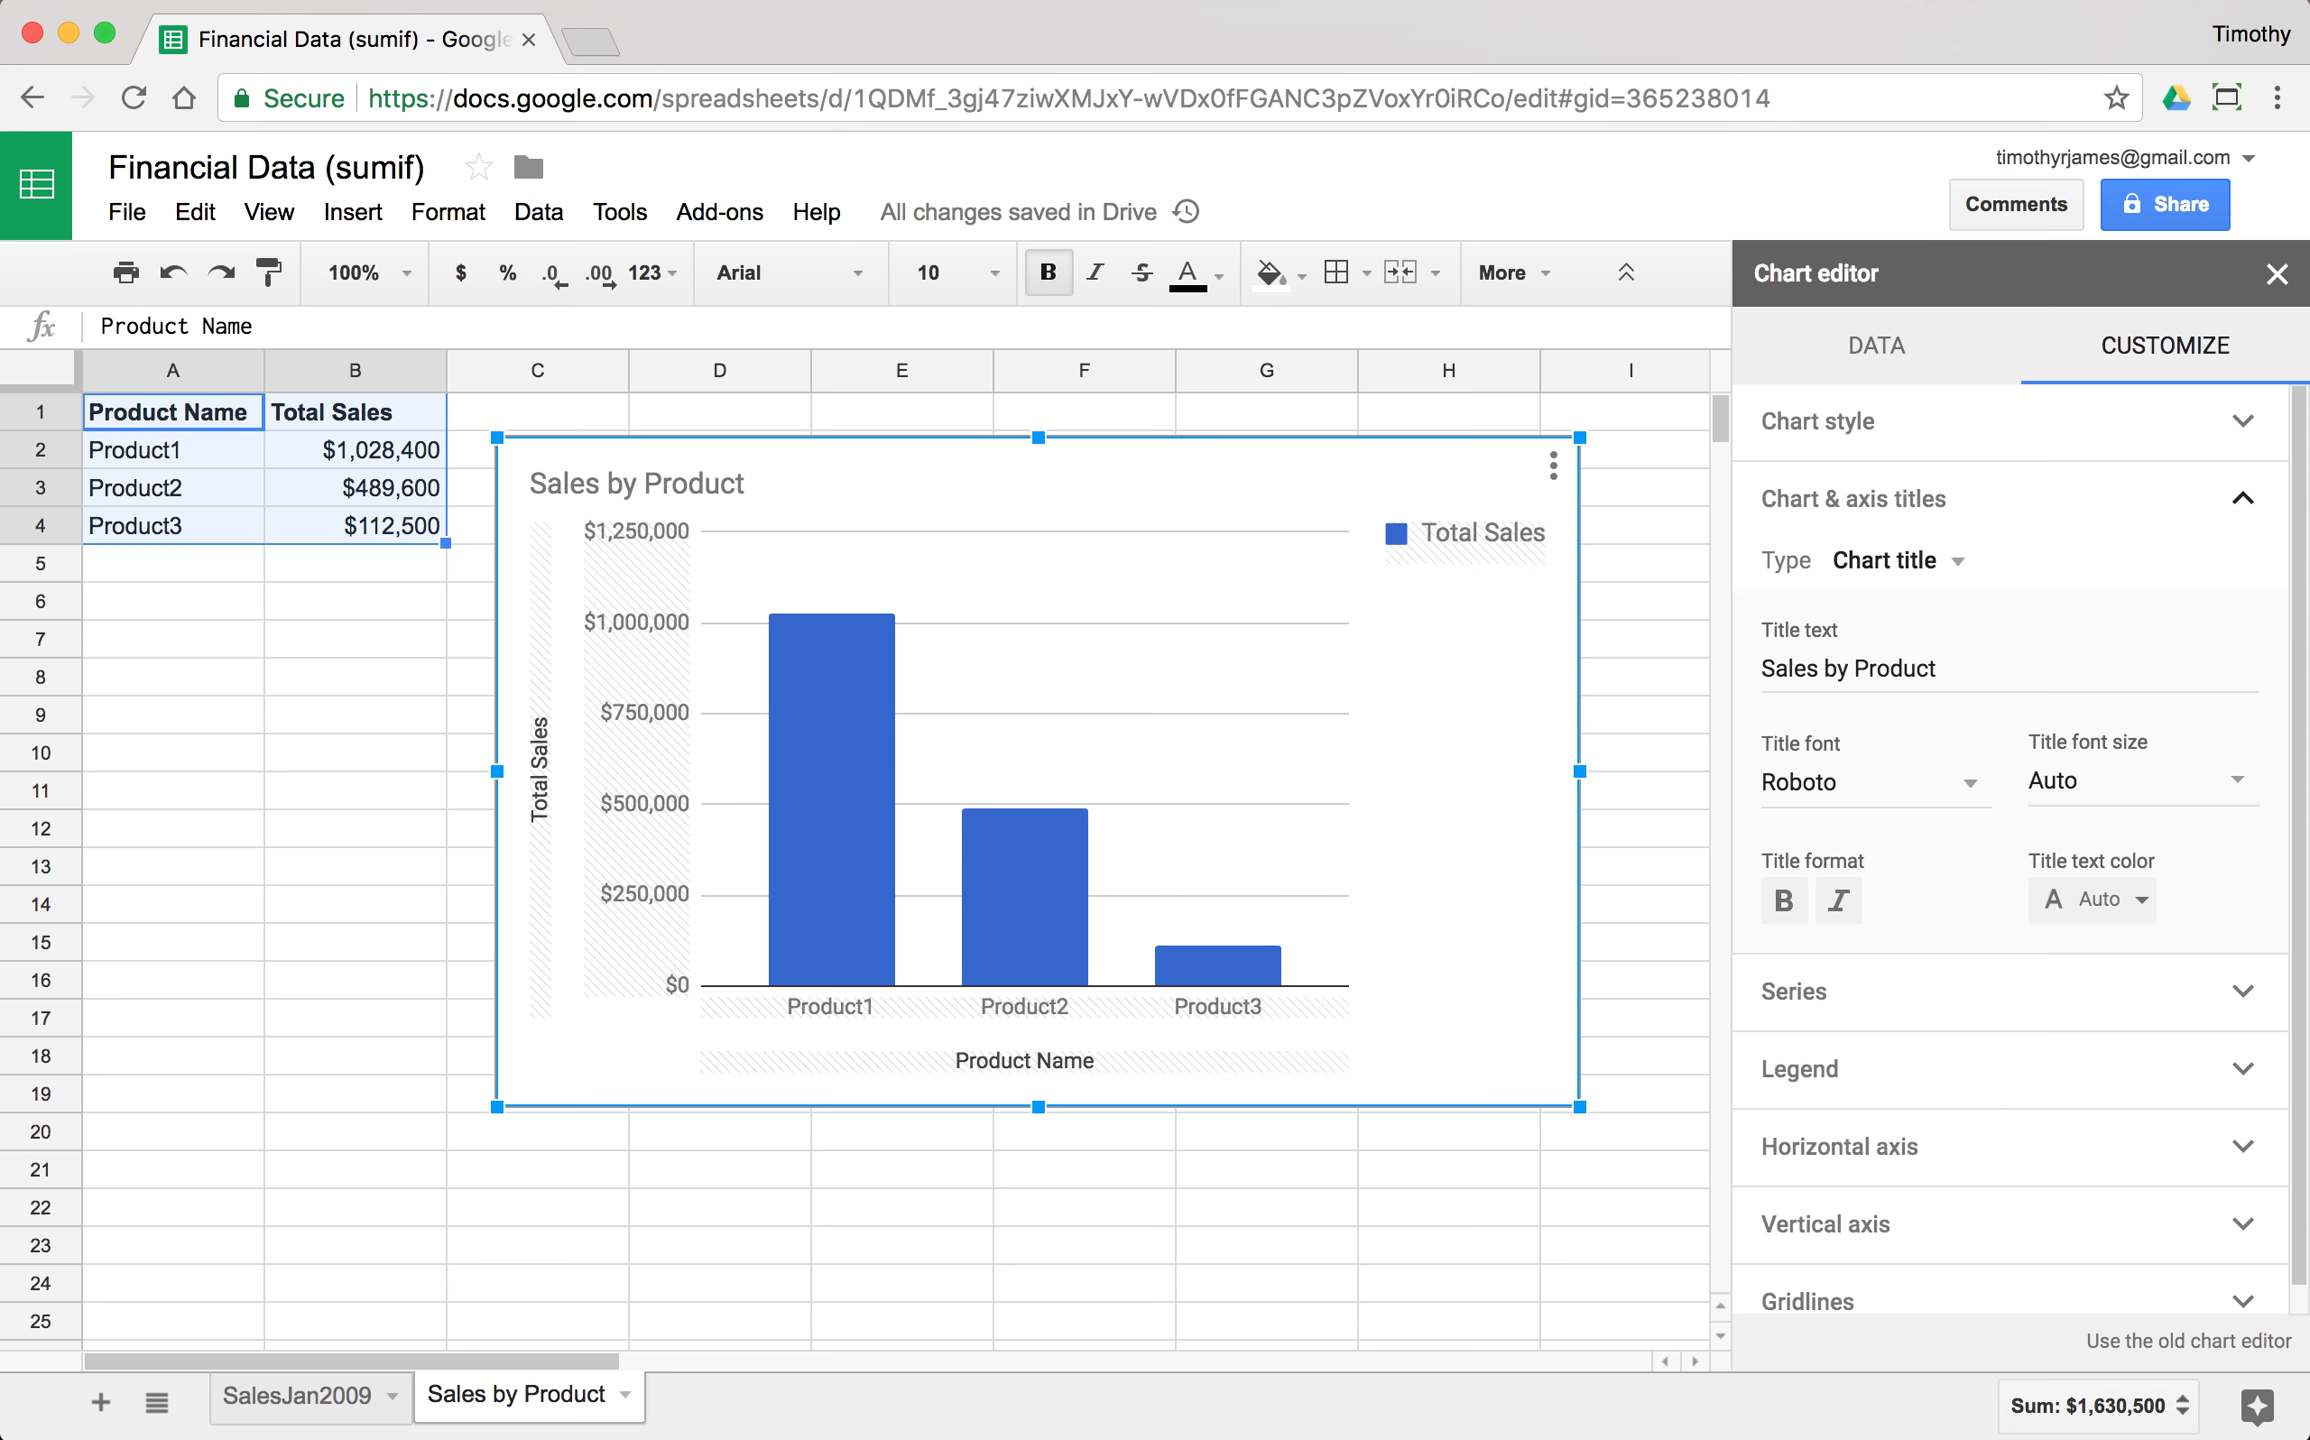 Financial Data (sumif) - Google
Timothy
Secure
https://docs.google.com/spreadsheets/d/1QDMf_3gj47ziwXMJxY-wVDx0fFGANC3pZVoxYr0iRCo/edit#gid=365238014
Financial Data (sumif)
timothyrjames@gmail.com
File Edit View Insert Format Data Tools Add-ons Help All changes saved in Drive
Comments
Share
100% $ % .0 .00 123 Arial 10 B I S A More
fx Product Name
A B C D E F G H I
1 Product Name Total Sales
2 Product1 $1,028,400
3 Product2 $489,600
4 Product3 $112,500
5
6
7
8
9
10
11
12
13
14
15
16
17
18
19
20
21
22
23
24
25
Sales by Product
Total Sales
$1,250,000
$1,000,000
$750,000
$500,000
$250,000
$0
Total Sales
Product1 Product2 Product3
Product Name
Chart editor
DATA CUSTOMIZE
Chart style
Chart & axis titles
Type Chart title
Title text
Sales by Product
Title font Title font size
Roboto Auto
Title format Title text color
B I A Auto
Series
Legend
Horizontal axis
Vertical axis
Gridlines
Use the old chart editor
SalesJan2009 Sales by Product
Sum: $1,630,500